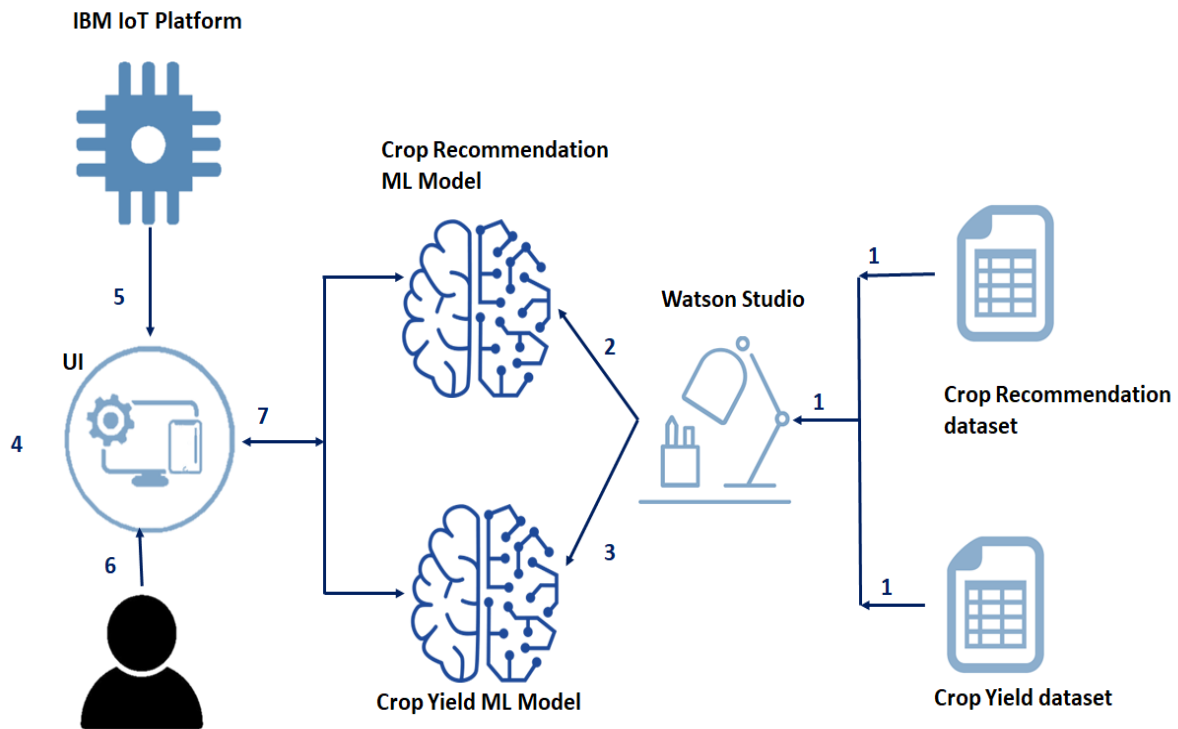 IBM IoT Platform
Crop Recommendation
ML Model
5
1
Watson Studio
UI
2
7
1
Crop Recommendation
dataset
4
6
3
1
Crop Yield ML Model
Crop Yield dataset